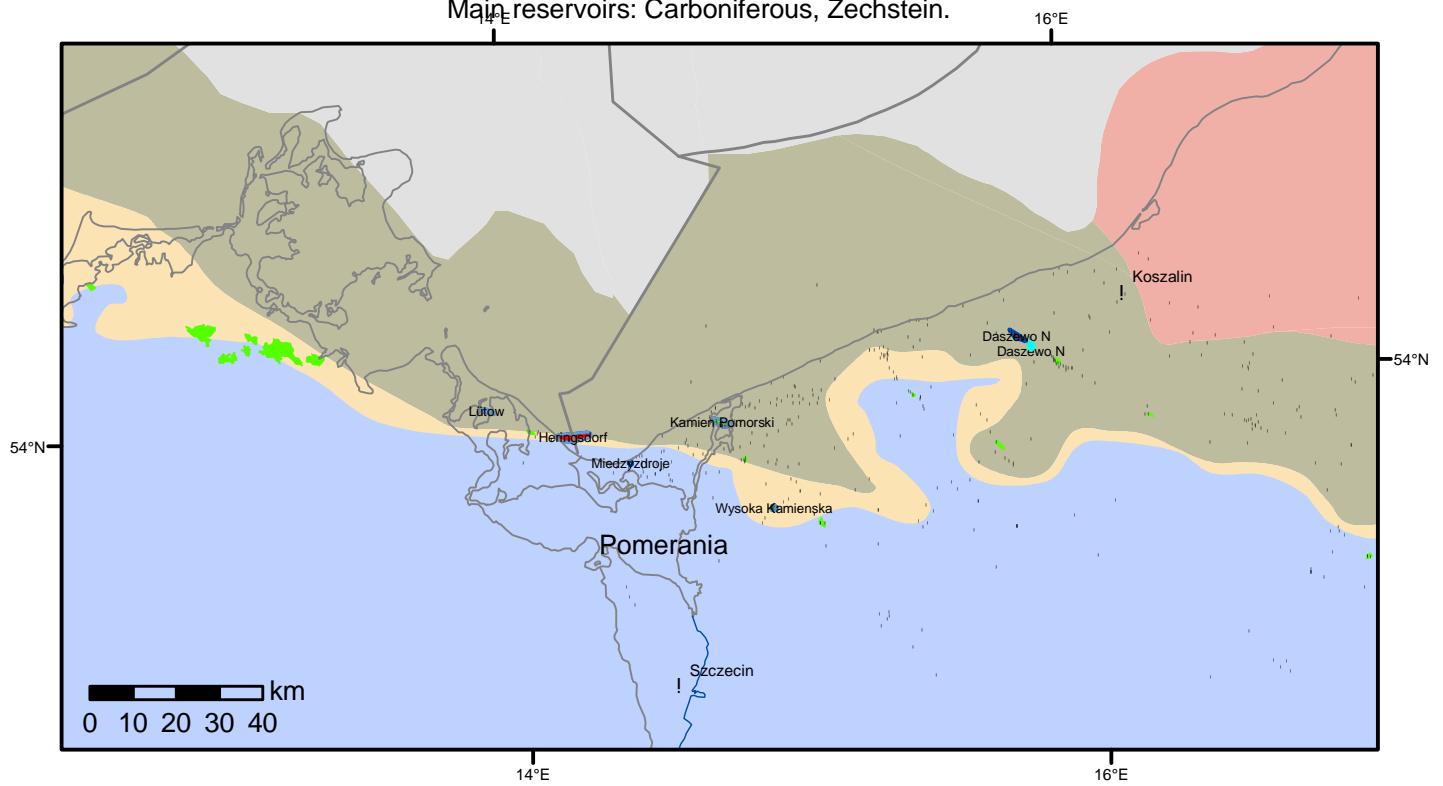 Main reservoirs: Carboniferous, Zechstein.
14°E
16°E
Koszalin
!
Daszewo N
Daszewo N
54°N
Lütow
Kamien Pomorski
Heringsdorf
54°N
Miedzyzdroje
Wysoka Kamienska
Pomerania
Szczecin
!
km
0 10 20 30 40
14°E
16°E